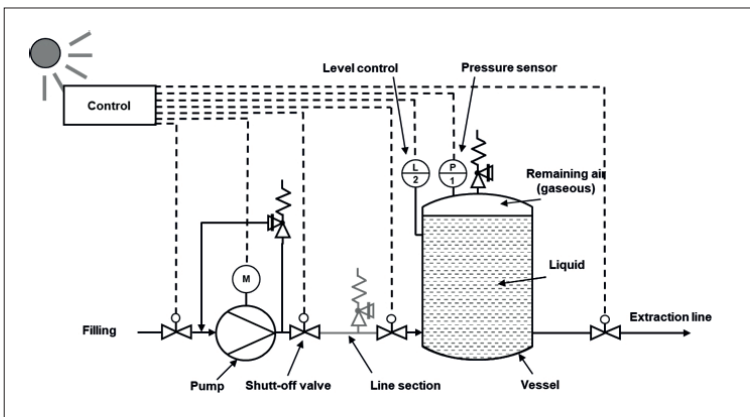 Level control
Pressure sensor
Control
L
2
P
1
Remaining air
(gaseous)
Liquid
M
Filling
Extraction line
Pump
Shutt-off valve
Line section
Vessel